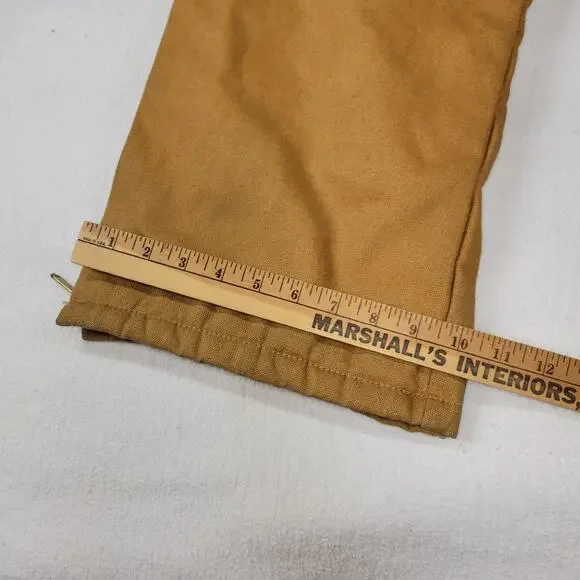 1 2 3 4 5 6 7 8 9 10 11 12
MARSHALL'S INTERIORS,